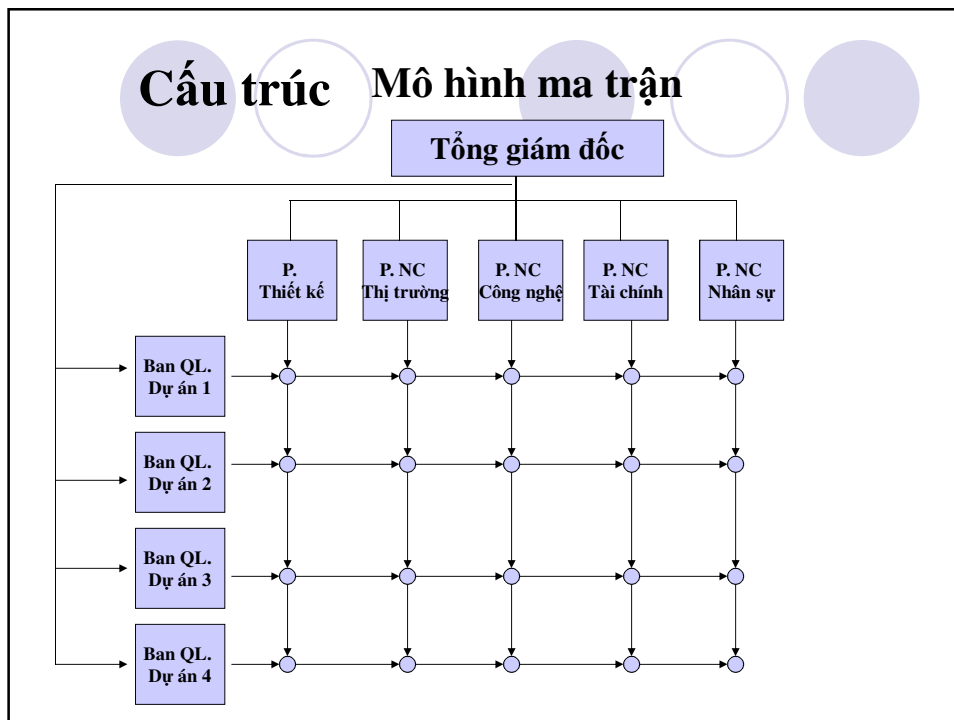 Cấu trúc Mô hình ma trận
Tổng giám đốc
P.
Thiết kế
P. NC
Thị trường
P. NC
Công nghệ
P. NC
Tài chính
P. NC
Nhân sự
Ban QL.
Dự án 1
Ban QL.
Dự án 2
Ban QL.
Dự án 3
Ban QL.
Dự án 4